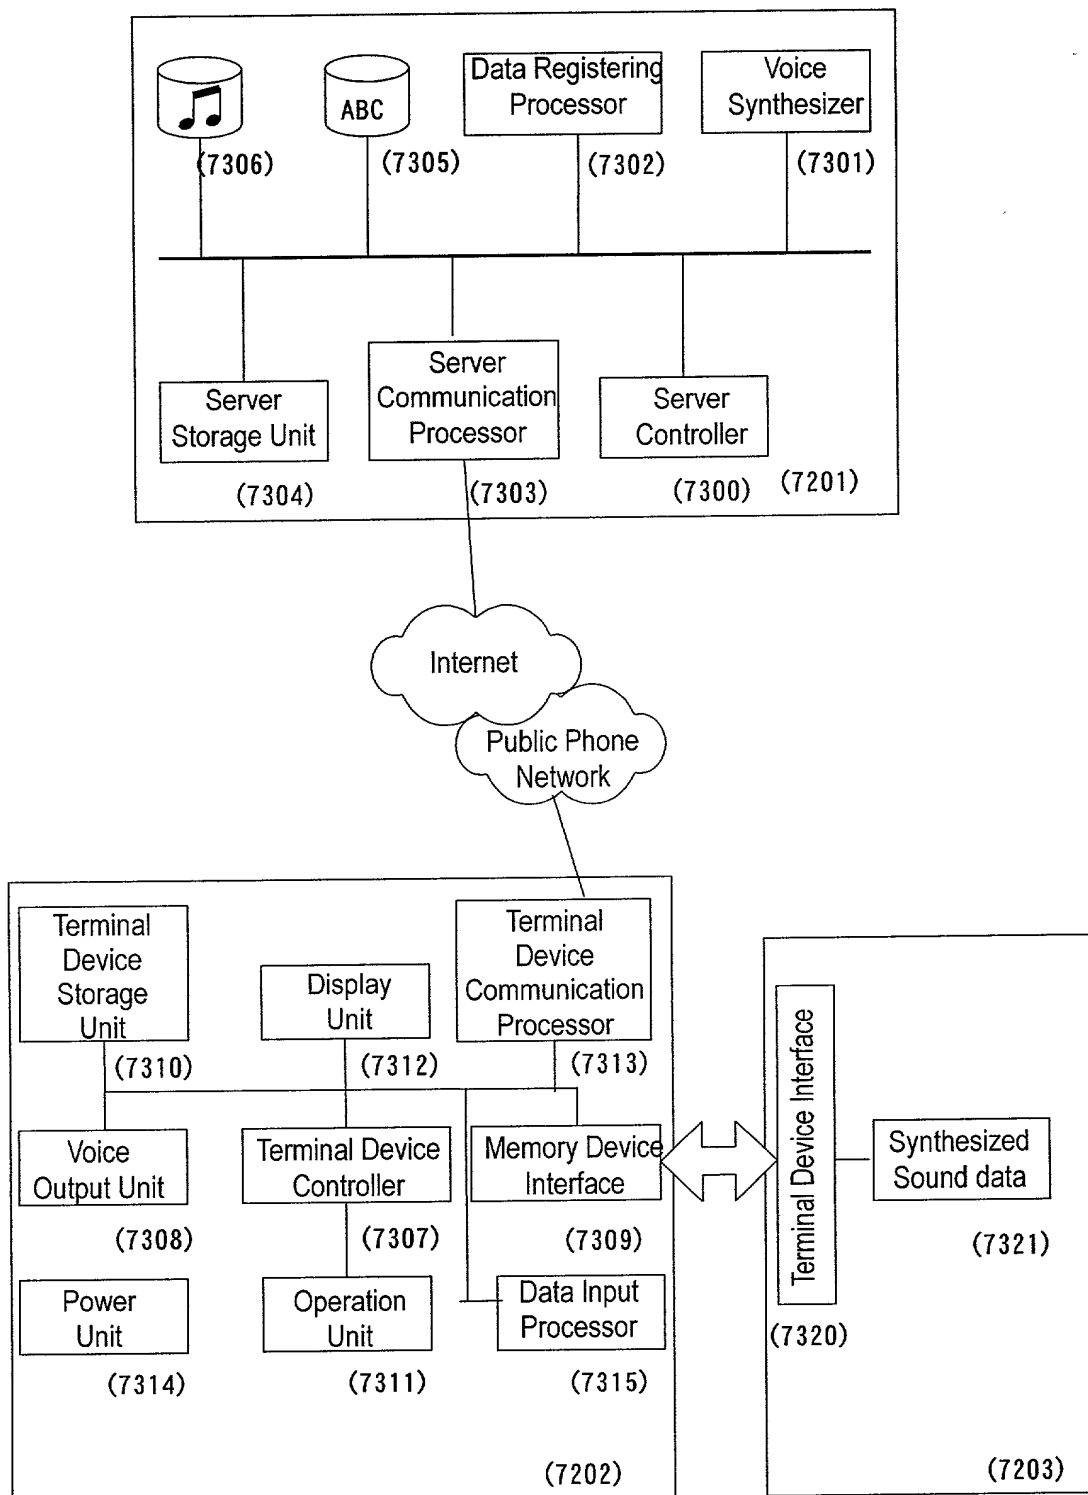 ABC
Data Registering
Processor
Voice
Synthesizer
(7306)
(7305)
(7302)
(7301)
Server
Storage Unit
Server
Communication
Processor
Server
Controller
(7304)
(7303)
(7300)
(7201)
Internet
Public Phone
Network
Terminal
Device
Storage
Unit
(7310)
Display
Unit
(7312)
Terminal
Device
Communication
Processor
(7313)
Voice
Output Unit
(7308)
Terminal Device
Controller
(7307)
Memory Device
Interface
(7309)
Power
Unit
(7314)
Operation
Unit
(7311)
Data Input
Processor
(7315)
(7202)
Terminal Device Interface
(7320)
Synthesized
Sound data
(7321)
(7203)